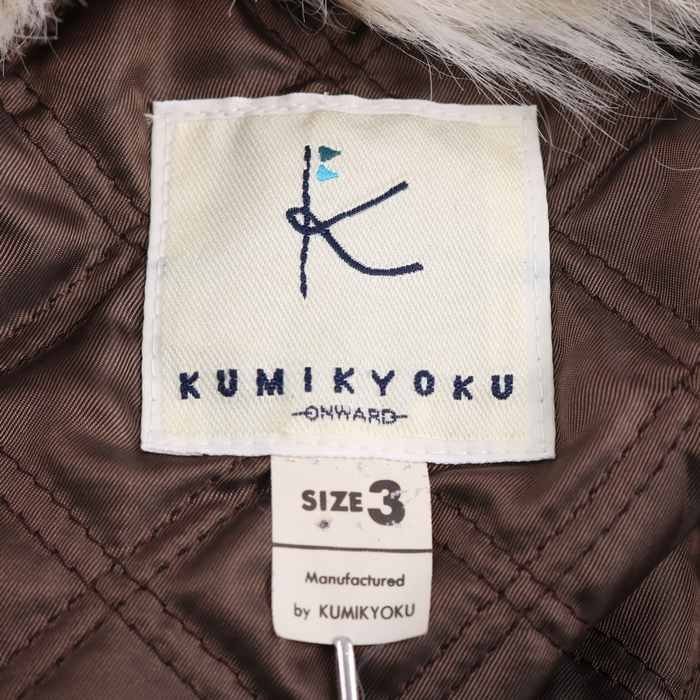 K
KUMIKYOKU
ONWARD
SIZE 3
Manufactured
by KUMIKYOKU